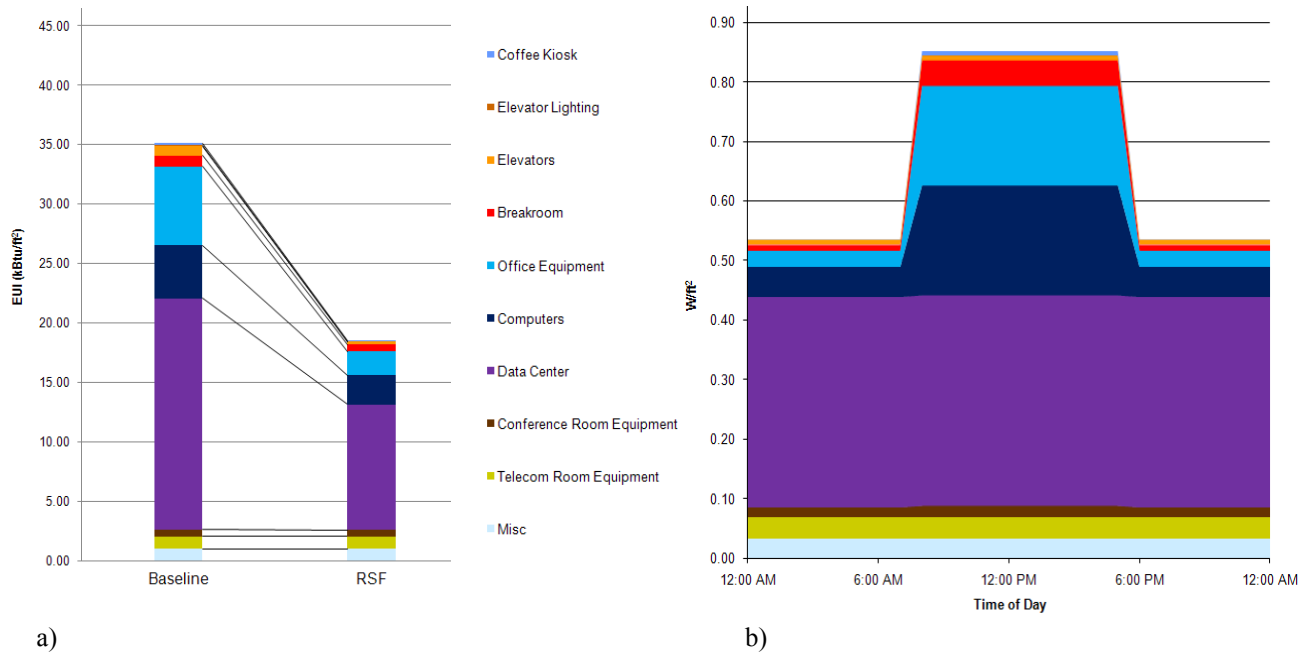 45.00
40.00
35.00
30.00
25.00
20.00
15.00
10.00
5.00
0.00
EUI (kBtu/ft²)
Baseline
RSF
Coffee Kiosk
Elevator Lighting
Elevators
Breakroom
Office Equipment
Computers
Data Center
Conference Room Equipment
Telecom Room Equipment
Misc
a)
0.90
0.80
0.70
0.60
0.50
0.40
0.30
0.20
0.10
0.00
W/ft²
12:00 AM
6:00 AM
12:00 PM
6:00 PM
12:00 AM
Time of Day
b)